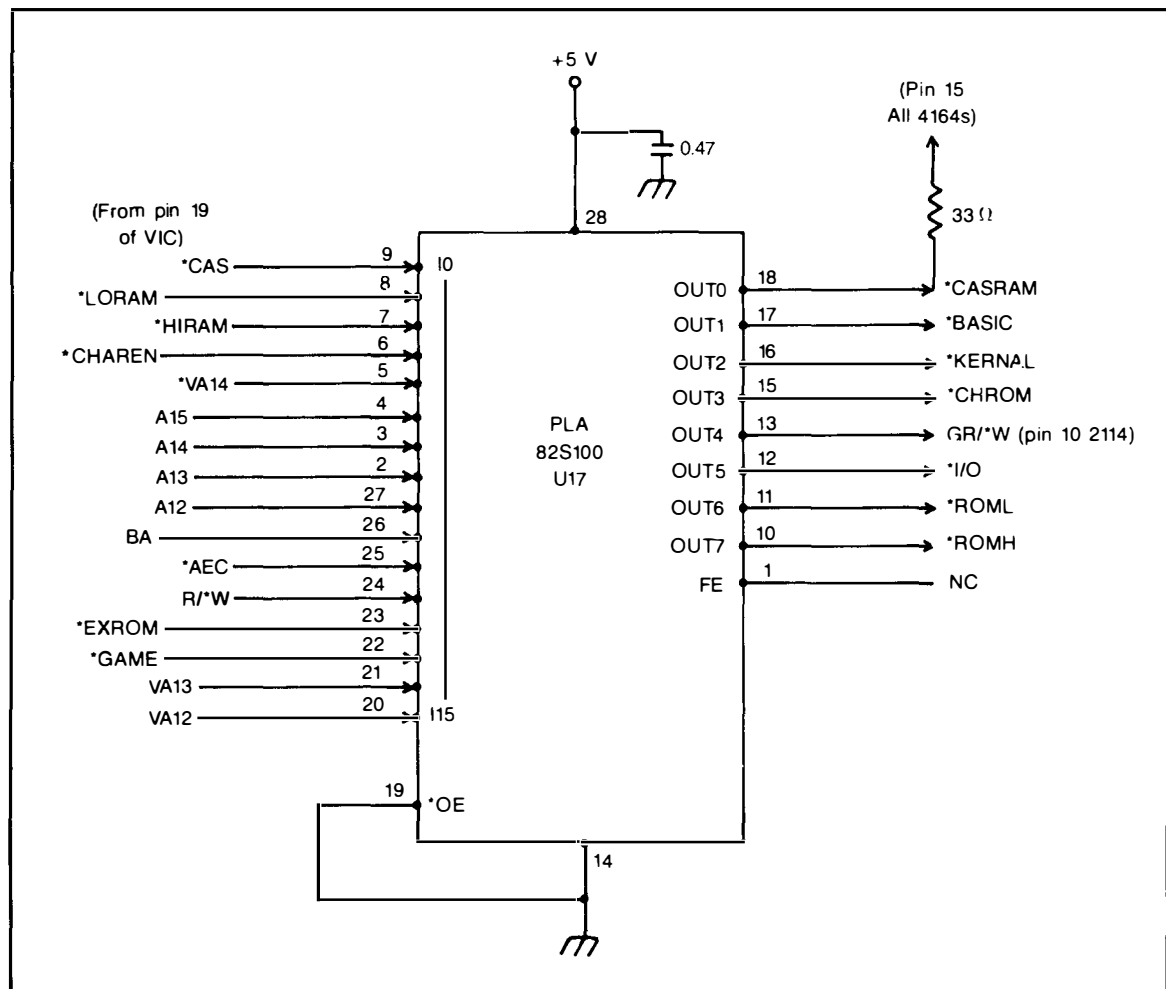 +5 V
(Pin 15
All 4164s)
0.47
33 Ω
(From pin 19
of VIC)
28
*CAS 9 I0
*LORAM 8
*HIRAM 7
*CHAREN 6
*VA14 5
A15 4
A14 3
A13 2
A12 27
BA 26
*AEC 25
R/*W 24
*EXROM 23
*GAME 22
VA13 21
VA12 20 I15
19 *OE
PLA
82S100
U17
OUT0 18 *CASRAM
OUT1 17 *BASIC
OUT2 16 *KERNAL
OUT3 15 *CHROM
OUT4 13 GR/*W (pin 10 2114)
OUT5 12 *I/O
OUT6 11 *ROML
OUT7 10 *ROMH
FE 1 NC
14